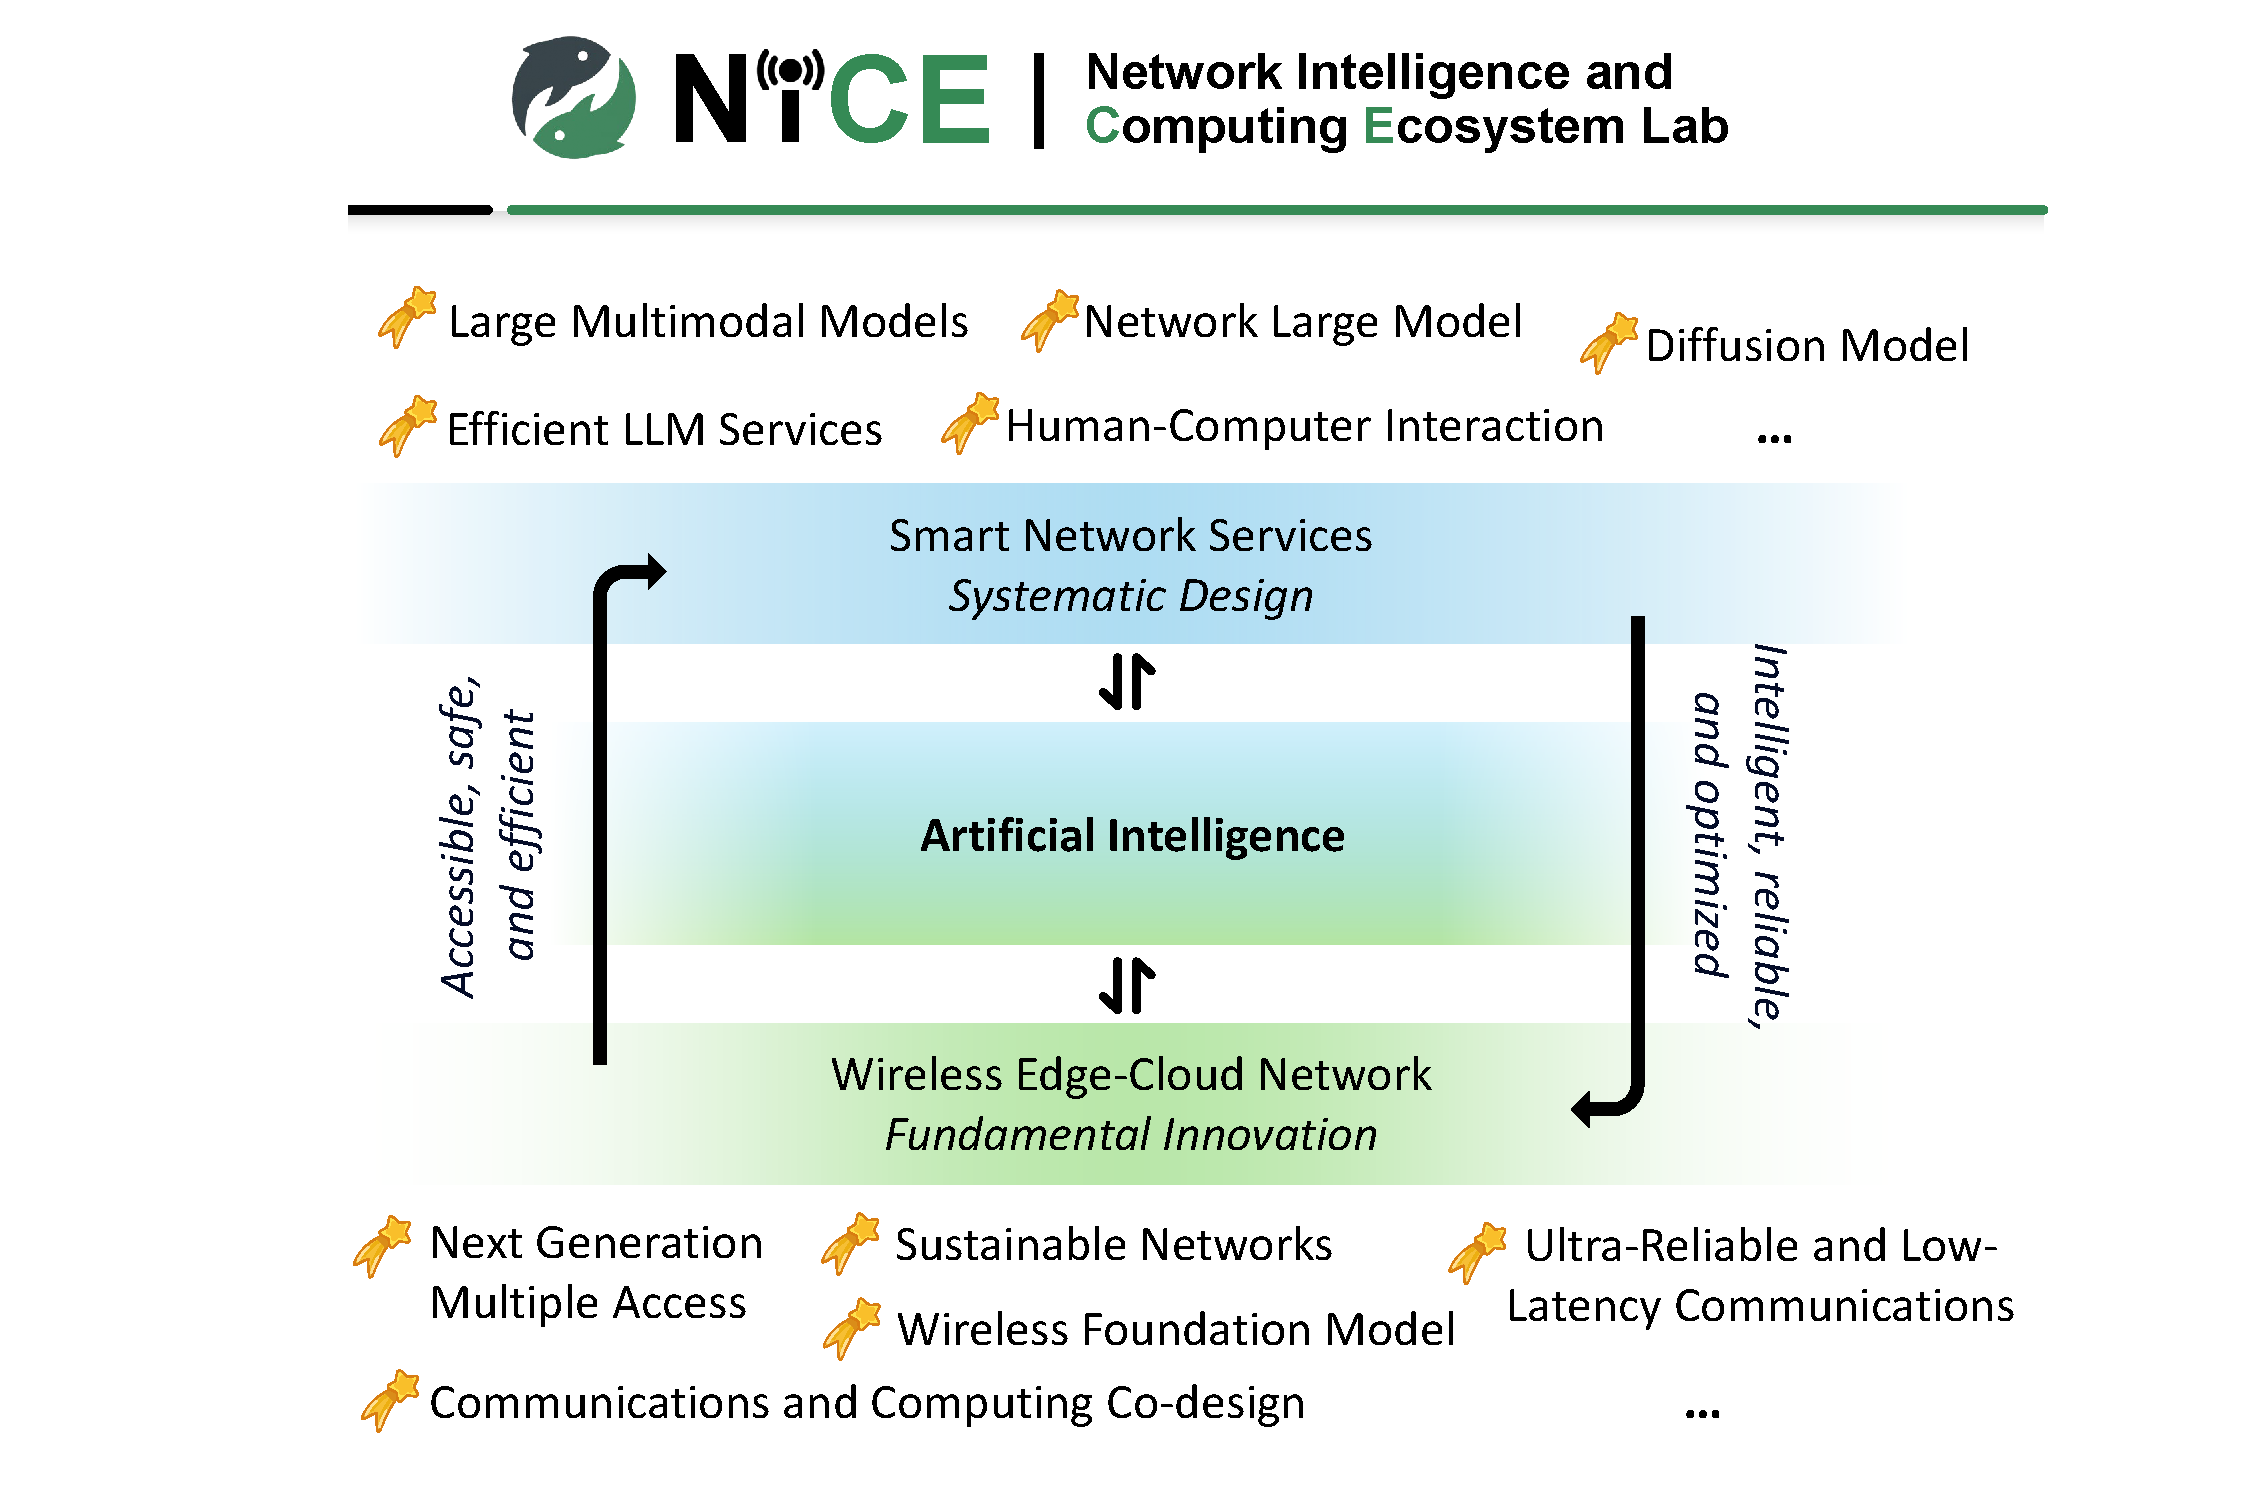 NiCE
Network Intelligence and
Computing Ecosystem Lab
Large Multimodal Models
Network Large Model
Diffusion Model
Efficient LLM Services
Human-Computer Interaction
...
Smart Network Services
Systematic Design
Accessible, safe,
and efficient
Artificial Intelligence
Intelligent, reliable,
and optimized
Wireless Edge-Cloud Network
Fundamental Innovation
Next Generation
Multiple Access
Sustainable Networks
Ultra-Reliable and Low-
Latency Communications
Wireless Foundation Model
Communications and Computing Co-design
...